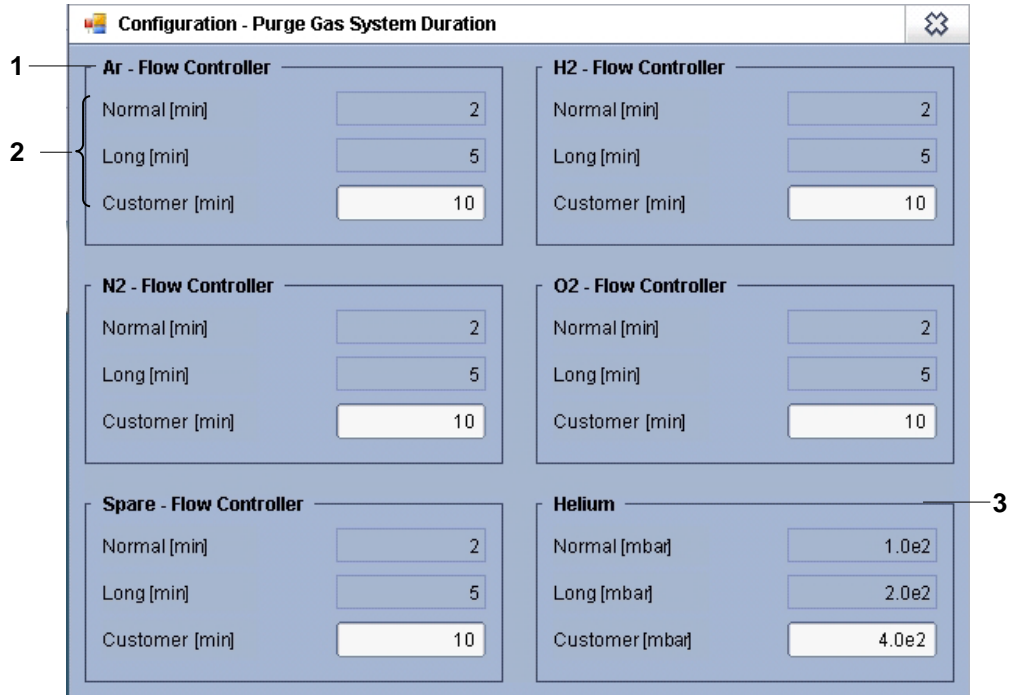 Configuration - Purge Gas System Duration
1
Ar - Flow Controller
Normal [min] 2
2
Long [min] 5
Customer [min] 10
H2 - Flow Controller
Normal [min] 2
Long [min] 5
Customer [min] 10
N2 - Flow Controller
Normal [min] 2
Long [min] 5
Customer [min] 10
O2 - Flow Controller
Normal [min] 2
Long [min] 5
Customer [min] 10
Spare - Flow Controller
Normal [min] 2
Long [min] 5
Customer [min] 10
Helium
3
Normal [mbar] 1.0e2
Long [mbar] 2.0e2
Customer [mbar] 4.0e2